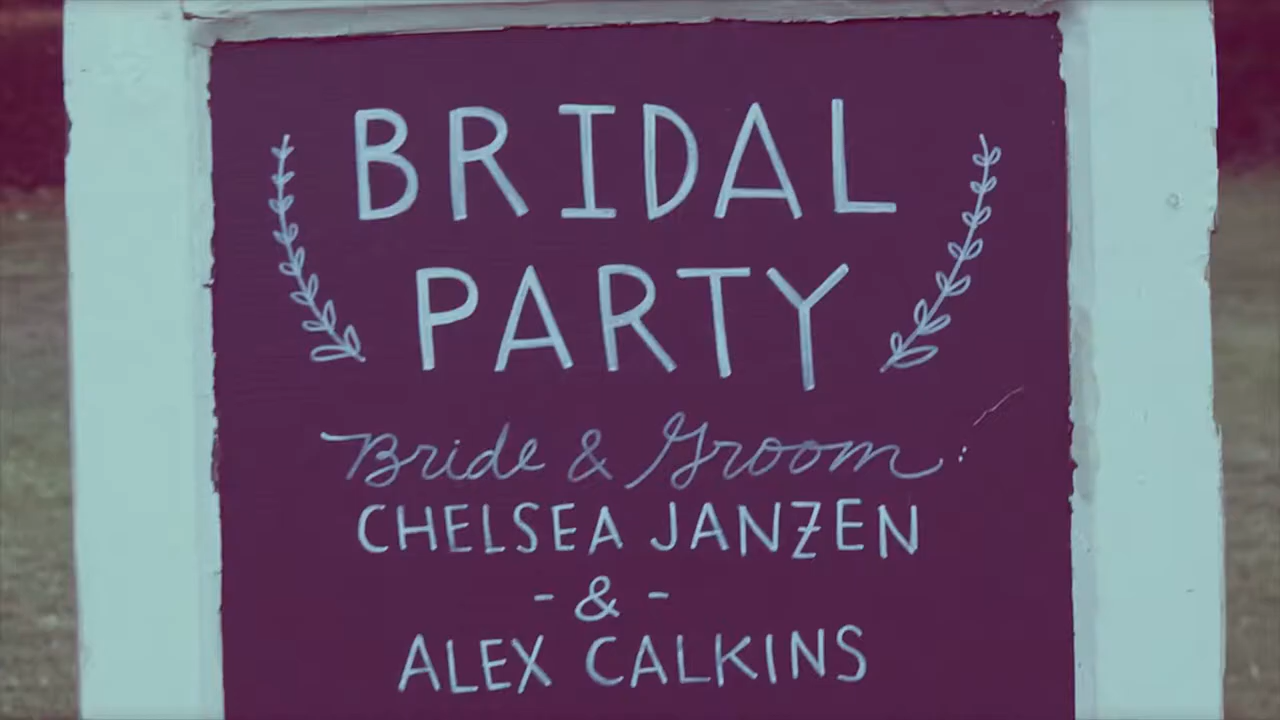 BRIDAL
PARTY
Bride & Groom
CHELSEA JANZEN
- & -
ALEX CALKINS